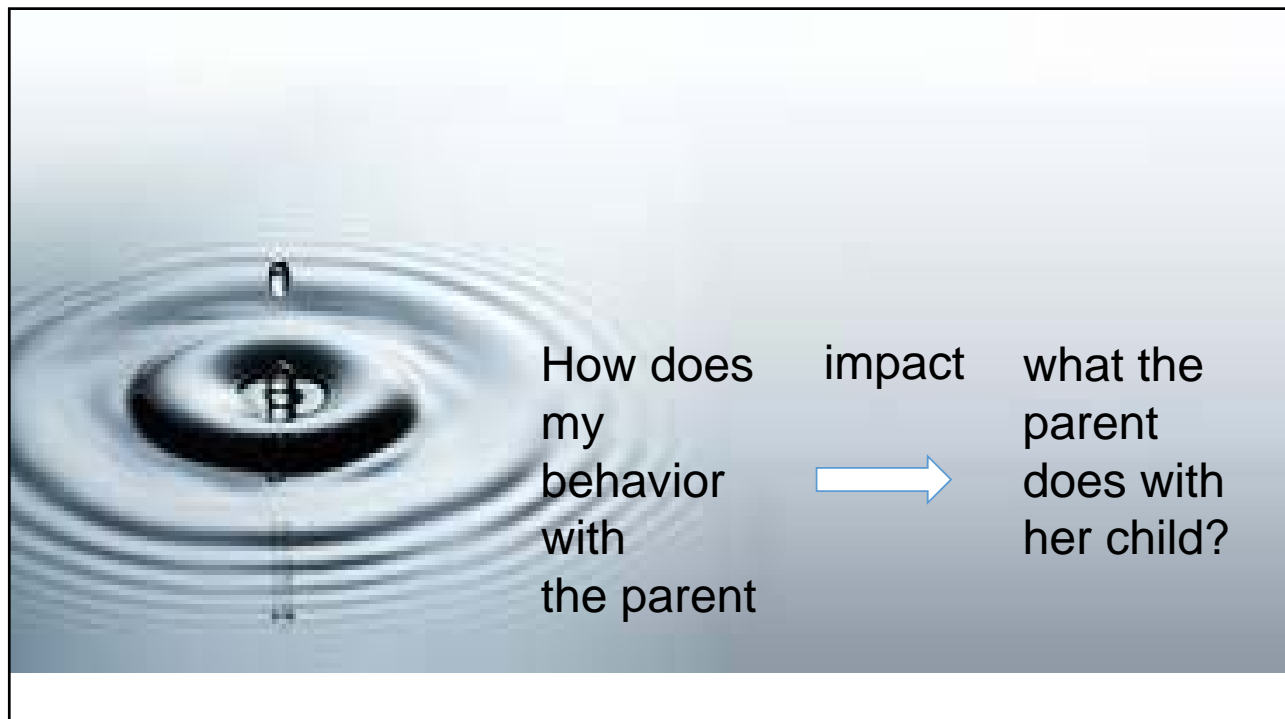 How does
my
behavior
with
the parent
impact
what the
parent
does with
her child?